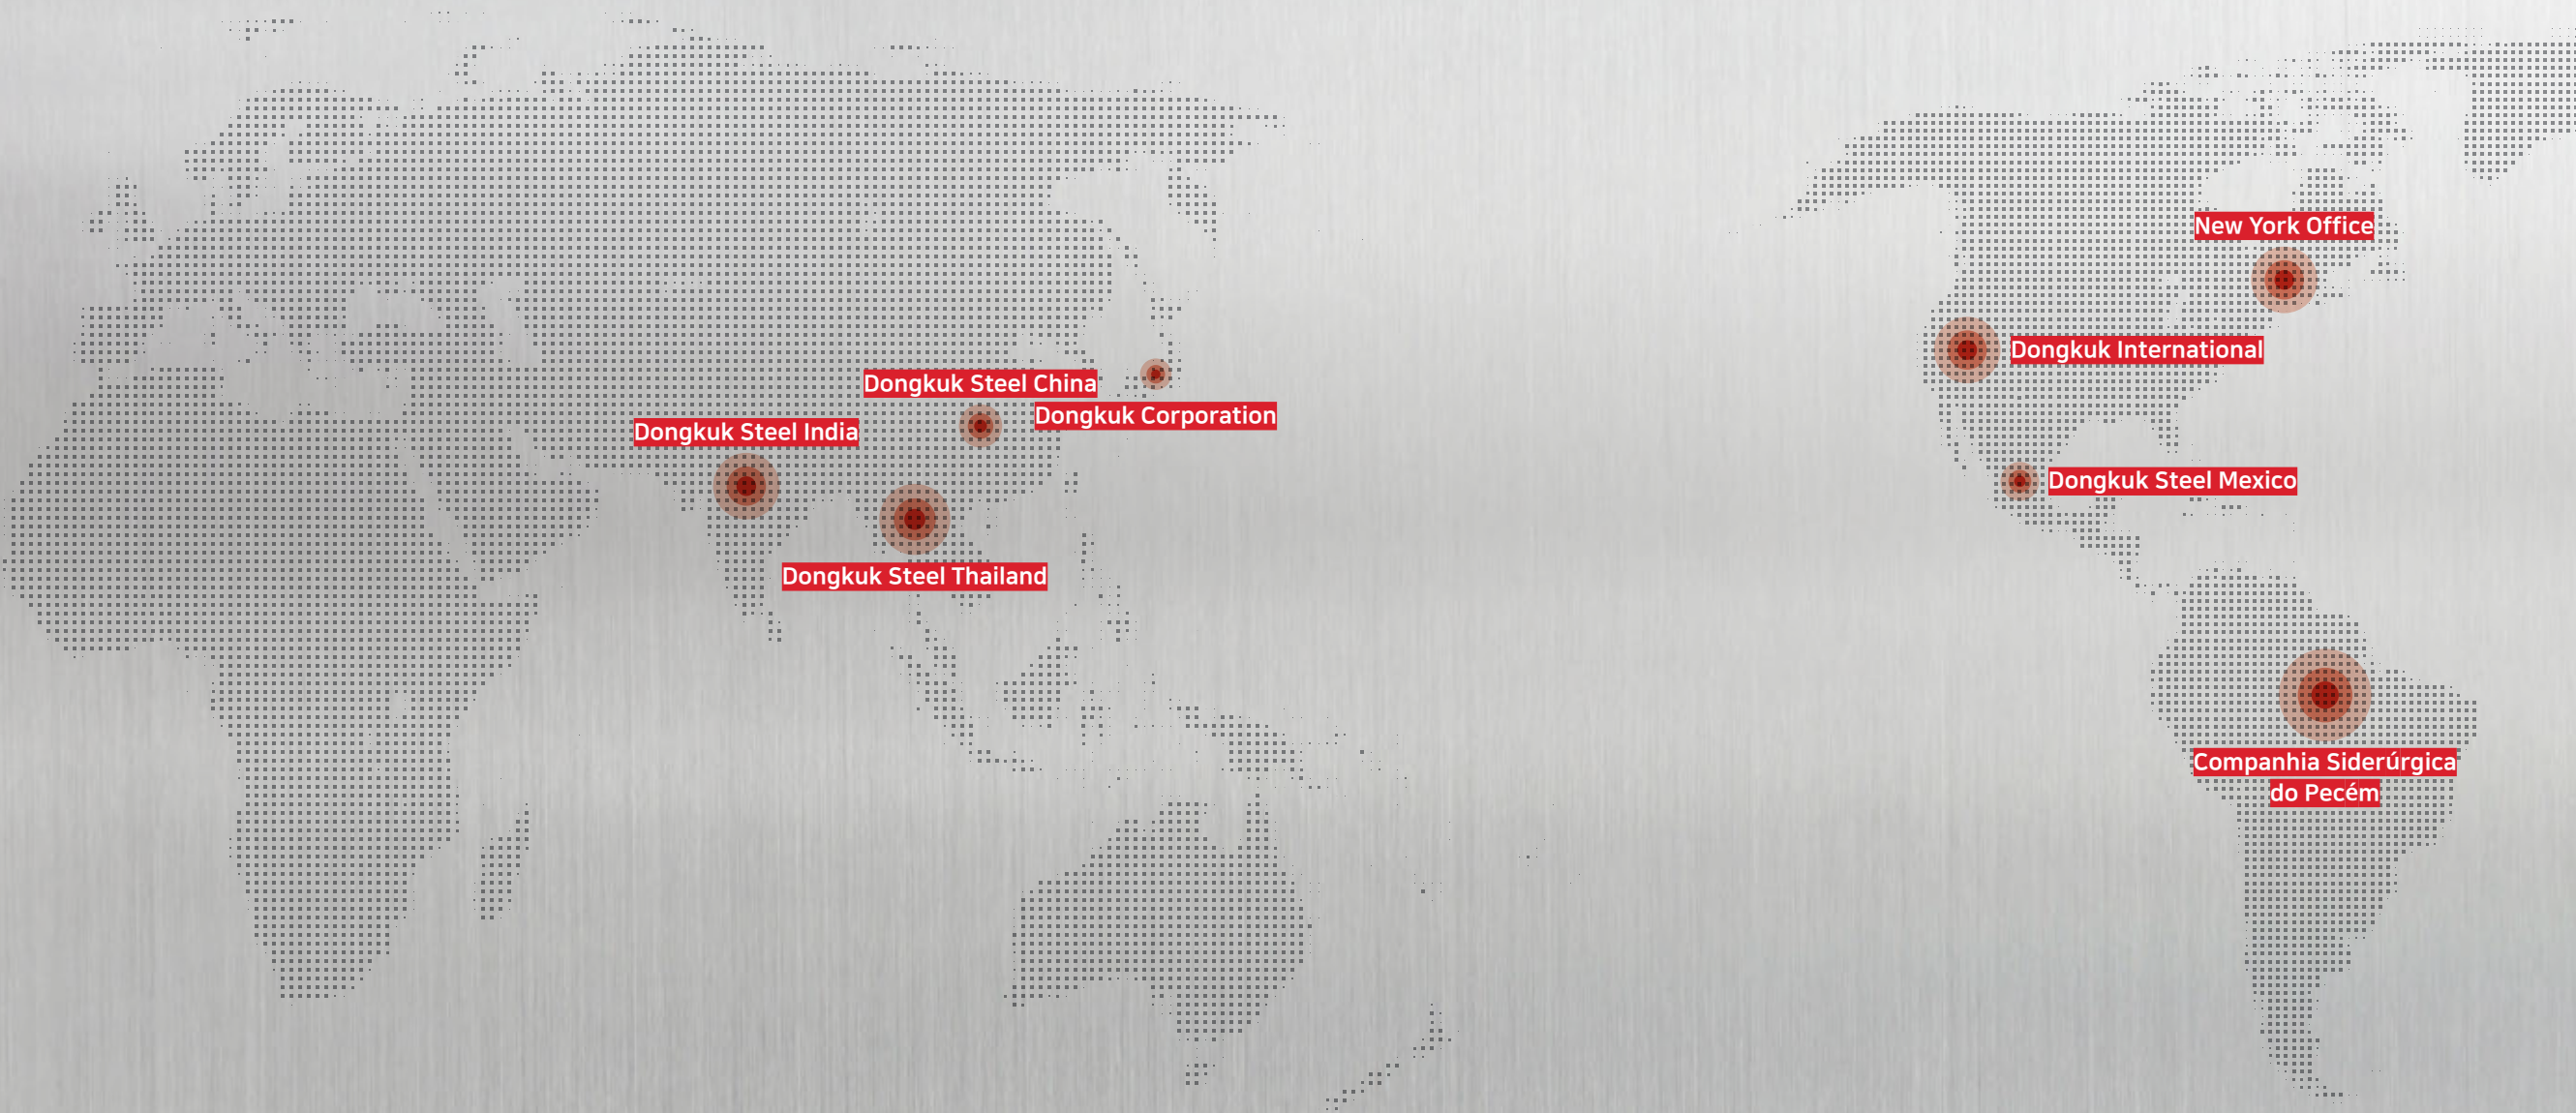 New York Office
Dongkuk International
Dongkuk Steel China
Dongkuk Corporation
Dongkuk Steel India
Dongkuk Steel Mexico
Dongkuk Steel Thailand
Companhia Siderúrgica
do Pecém